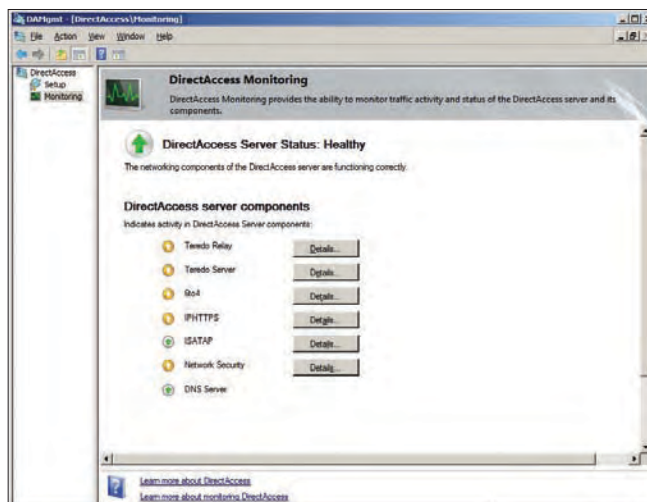 DAMgmt - [DirectAccess\Monitoring]
File Action View Window Help
DirectAccess
Setup
Monitoring
DirectAccess Monitoring
DirectAccess Monitoring provides the ability to monitor traffic activity and status of the DirectAccess server and its
components.
DirectAccess Server Status: Healthy
The networking components of the DirectAccess server are functioning correctly.
DirectAccess server components
Indicates activity in DirectAccess Server components:
Teredo Relay Details...
Teredo Server Details...
6to4 Details...
IPHTTPS Details...
ISATAP Details...
Network Security Details...
DNS Server
Learn more about DirectAccess
Learn more about monitoring DirectAccess